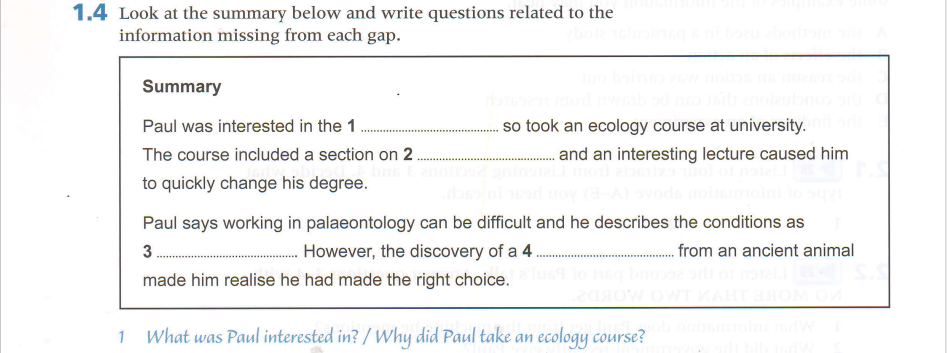 1.4 Look at the summary below and write questions related to the
information missing from each gap.
Summary
Paul was interested in the 1 .............................. so took an ecology course at university.
The course included a section on 2 .............................. and an interesting lecture caused him
to quickly change his degree.
Paul says working in palaeontology can be difficult and he describes the conditions as
3 .............................. . However, the discovery of a 4 .............................. from an ancient animal
made him realise he had made the right choice.
1 What was Paul interested in? / Why did Paul take an ecology course?